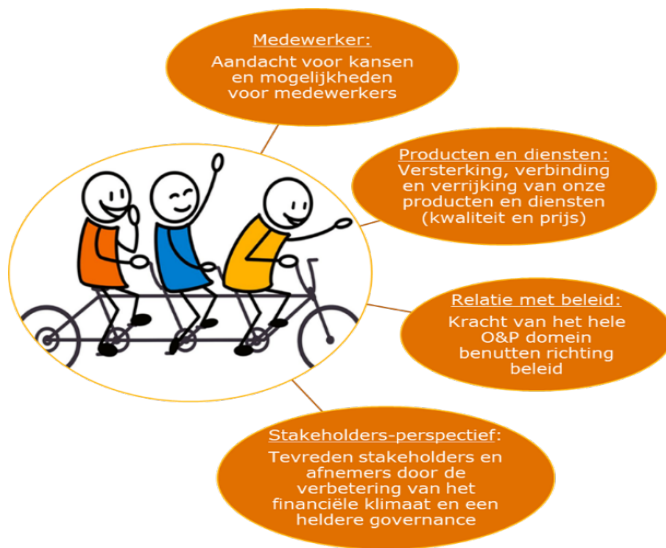 Medewerker:
Aandacht voor kansen
en mogelijkheden
voor medewerkers
Producten en diensten:
Versterking, verbinding
en verrijking van onze
producten en diensten
(kwaliteit en prijs)
Relatie met beleid:
Kracht van het hele
O&P domein
benutten richting
beleid
Stakeholders-perspectief:
Tevreden stakeholders en
afnemers door de
verbetering van het
financiële klimaat en een
heldere governance